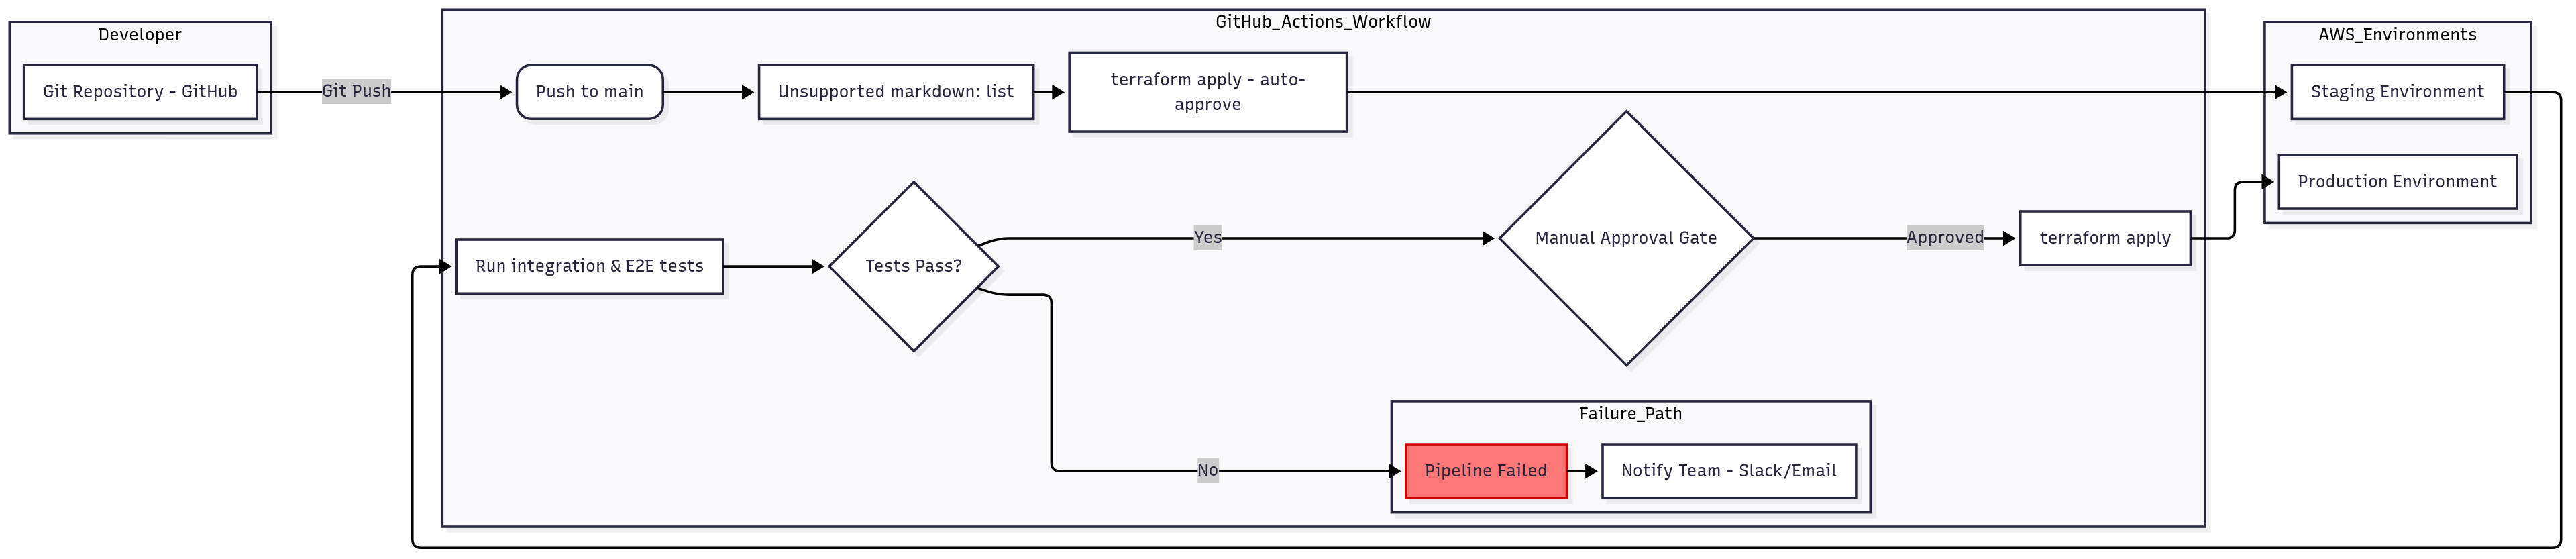 Developer
Git Repository - GitHub
Git Push
GitHub_Actions_Workflow
Push to main
Unsupported markdown: list
terraform apply - auto-
approve
AWS_Environments
Staging Environment
Production Environment
Run integration & E2E tests
Tests Pass?
Yes
Manual Approval Gate
Approved
terraform apply
No
Failure_Path
Pipeline Failed
Notify Team - Slack/Email